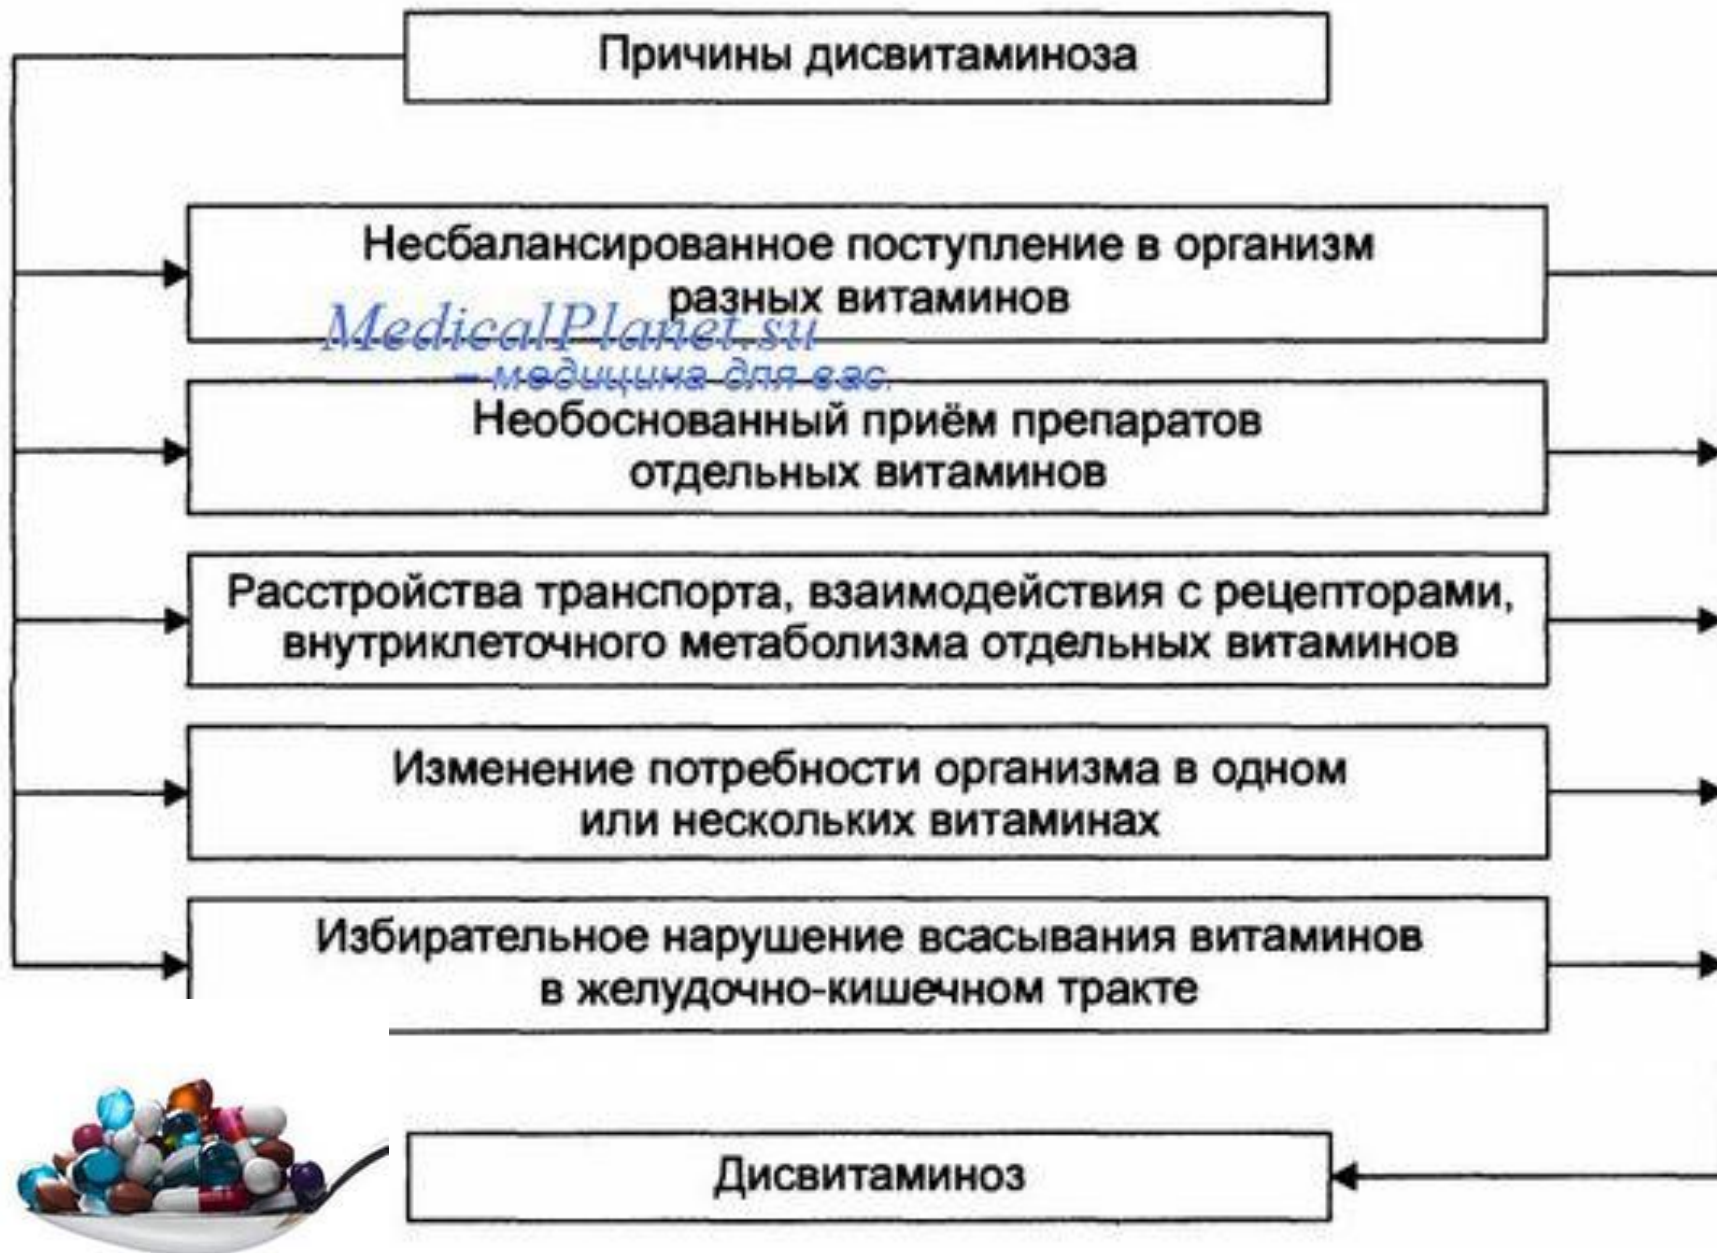 Причины дисвитаминоза
Несбалансированное поступление в организм
разных витаминов
MedicalPlanet.su
– медицина для вас.
Необоснованный приём препаратов
отдельных витаминов
Расстройства транспорта, взаимодействия с рецепторами,
внутриклеточного метаболизма отдельных витаминов
Изменение потребности организма в одном
или нескольких витаминах
Избирательное нарушение всасывания витаминов
в желудочно-кишечном тракте
Дисвитаминоз